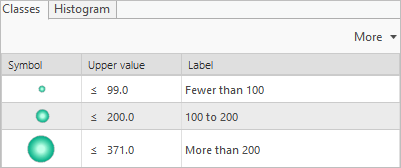 Classes Histogram
More
Symbol Upper value Label
≤ 99.0 Fewer than 100
≤ 200.0 100 to 200
≤ 371.0 More than 200